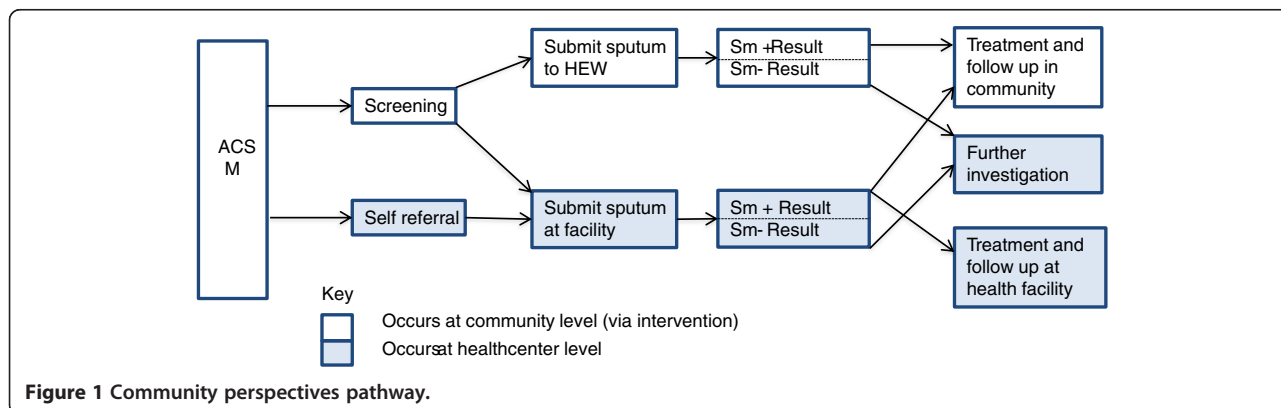 ACS
M
Screening
Self referral
Submit sputum
to HEW
Submit sputum
at facility
Sm +Result
Sm- Result
Sm + Result
Sm- Result
Treatment and
follow up in
community
Further
investigation
Treatment and
follow up at
health facility
Key
Occurs at community level (via intervention)
Occursat healthcenter level
Figure 1 Community perspectives pathway.